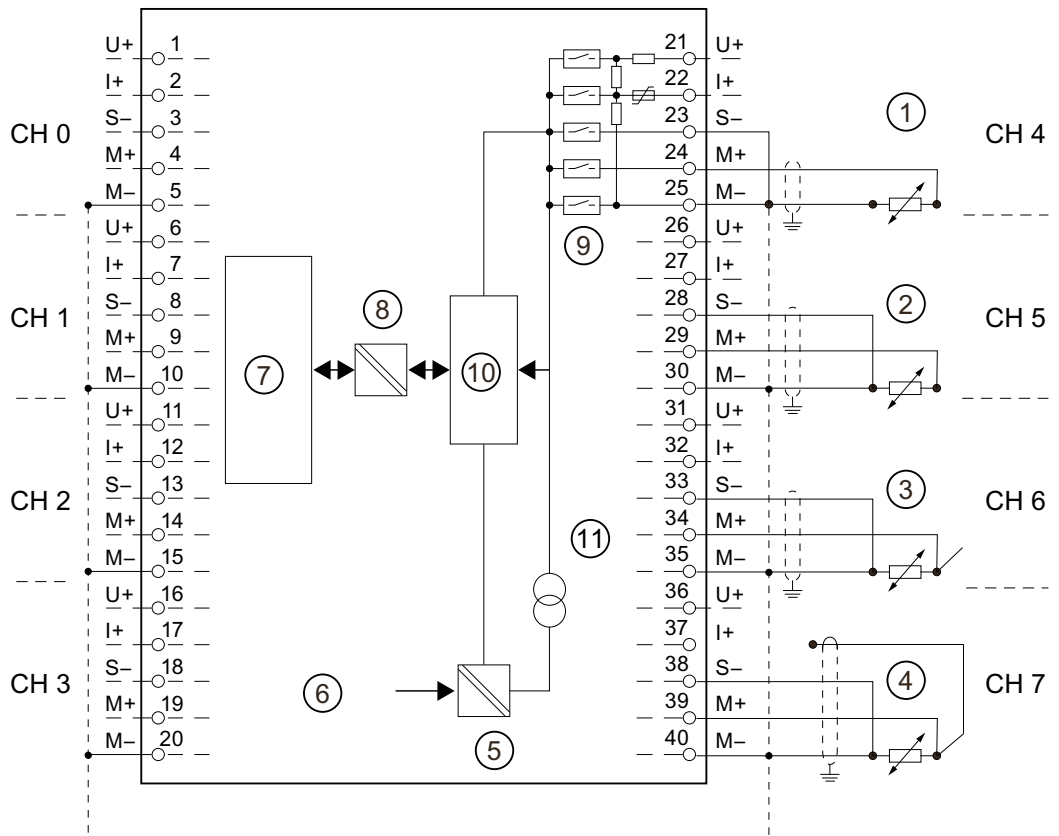 U+ 1
I+ 2
S– 3
M+ 4
M– 5
CH 0
U+ 6
I+ 7
S– 8
M+ 9
M– 10
CH 1
U+ 11
I+ 12
S– 13
M+ 14
M– 15
CH 2
U+ 16
I+ 17
S– 18
M+ 19
M– 20
CH 3
7
8
10
9
11
6
5
21 U+
22 I+
23 S–
24 M+
25 M–
1
CH 4
26 U+
27 I+
28 S–
29 M+
30 M–
2
CH 5
31 U+
32 I+
33 S–
34 M+
35 M–
3
CH 6
36 U+
37 I+
38 S–
39 M+
40 M–
4
CH 7